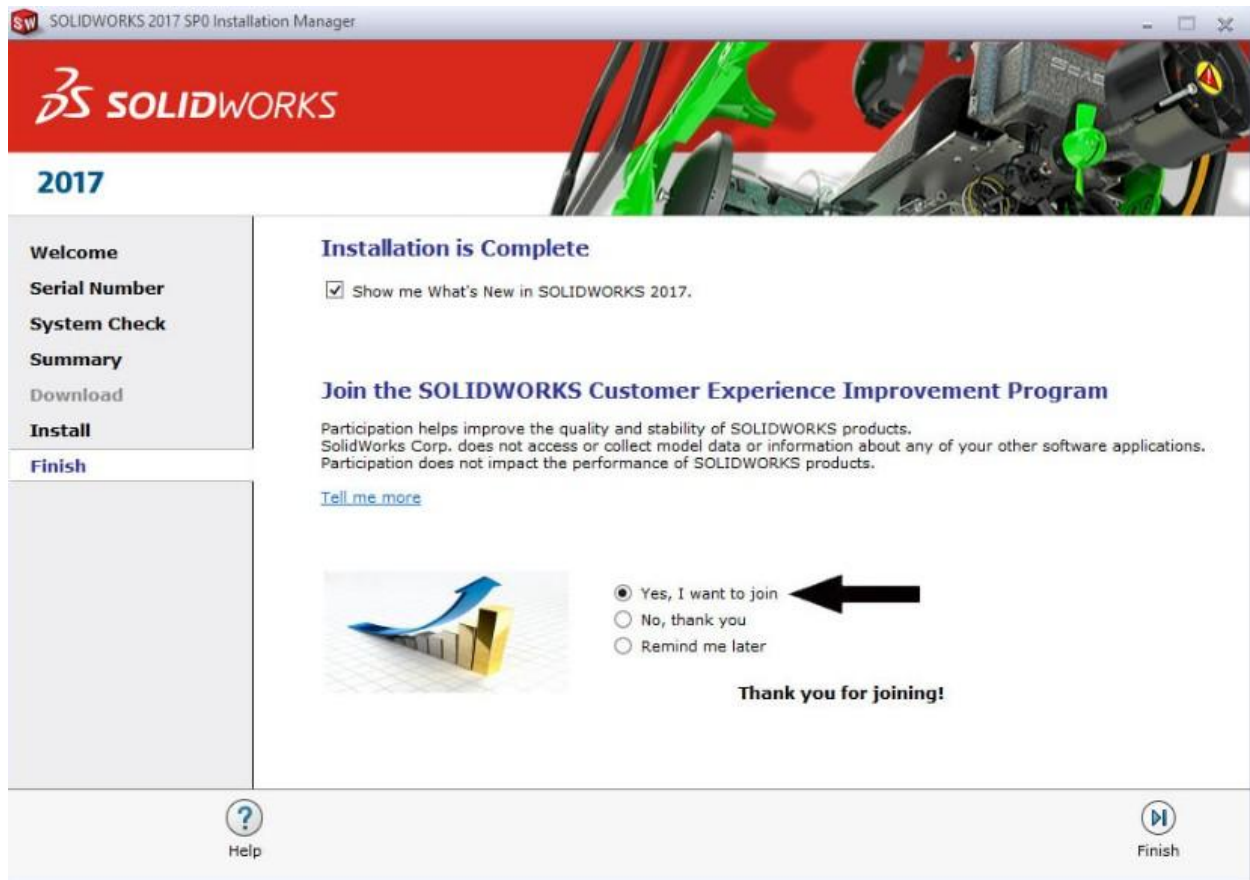 SW SOLIDWORKS 2017 SP0 Installation Manager
3S SOLIDWORKS
2017
Welcome
Serial Number
System Check
Summary
Download
Install
Finish
Installation is Complete
Show me What's New in SOLIDWORKS 2017.
Join the SOLIDWORKS Customer Experience Improvement Program
Participation helps improve the quality and stability of SOLIDWORKS products.
SolidWorks Corp. does not access or collect model data or information about any of your other software applications.
Participation does not impact the performance of SOLIDWORKS products.
Tell me more
Yes, I want to join
No, thank you
Remind me later
Thank you for joining!
?
Help
Finish